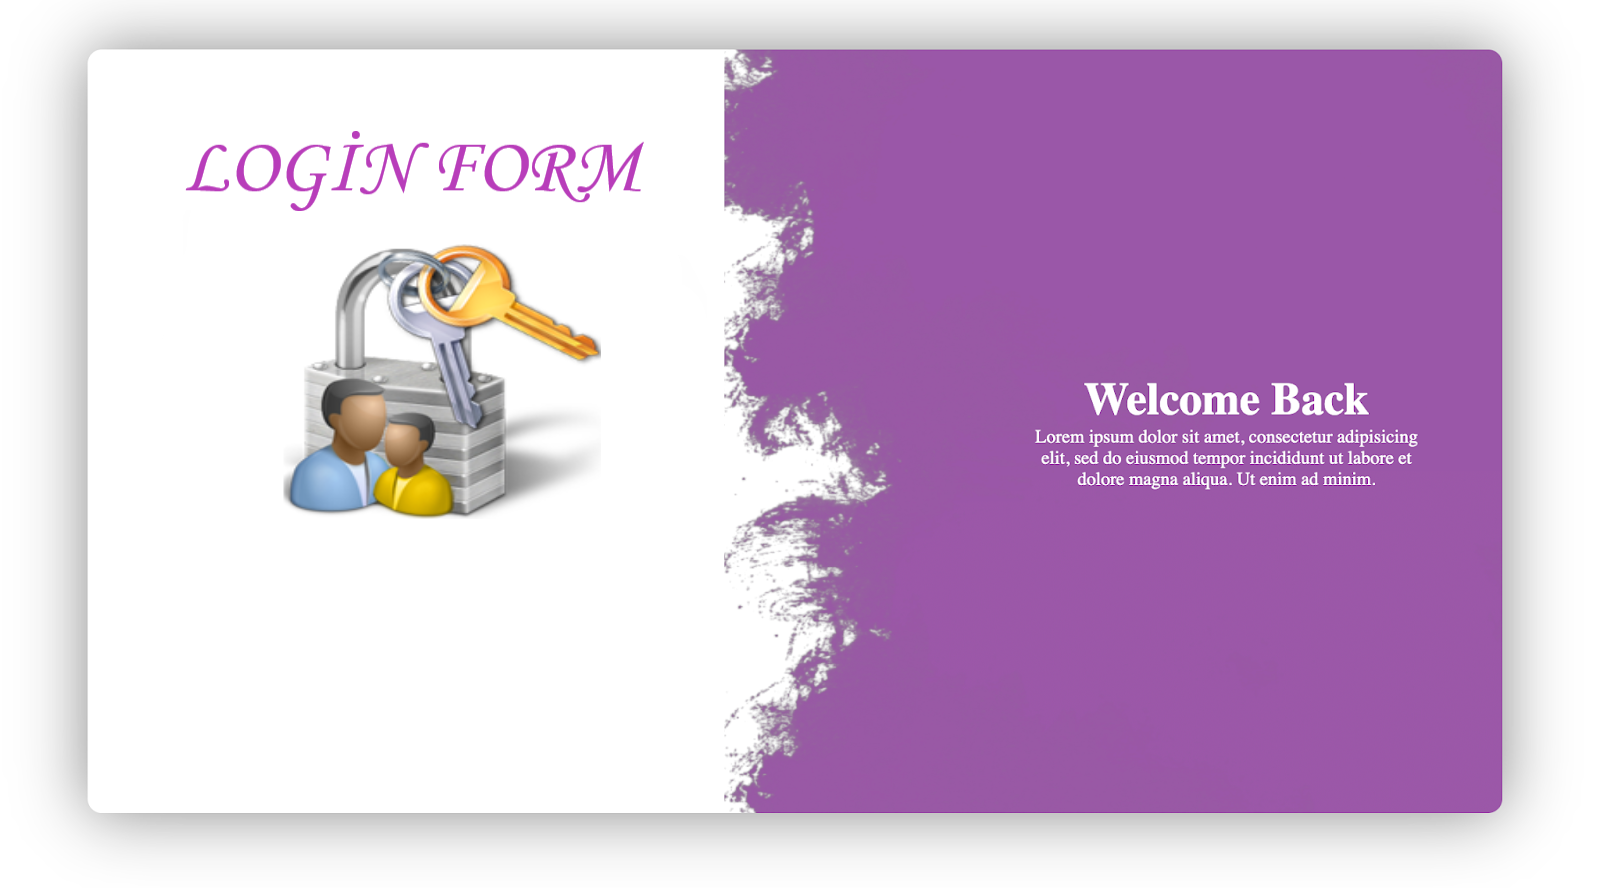 LOGİN FORM
Welcome Back
Lorem ipsum dolor sit amet, consectetur adipisicing
elit, sed do eiusmod tempor incididunt ut labore et
dolore magna aliqua. Ut enim ad minim.